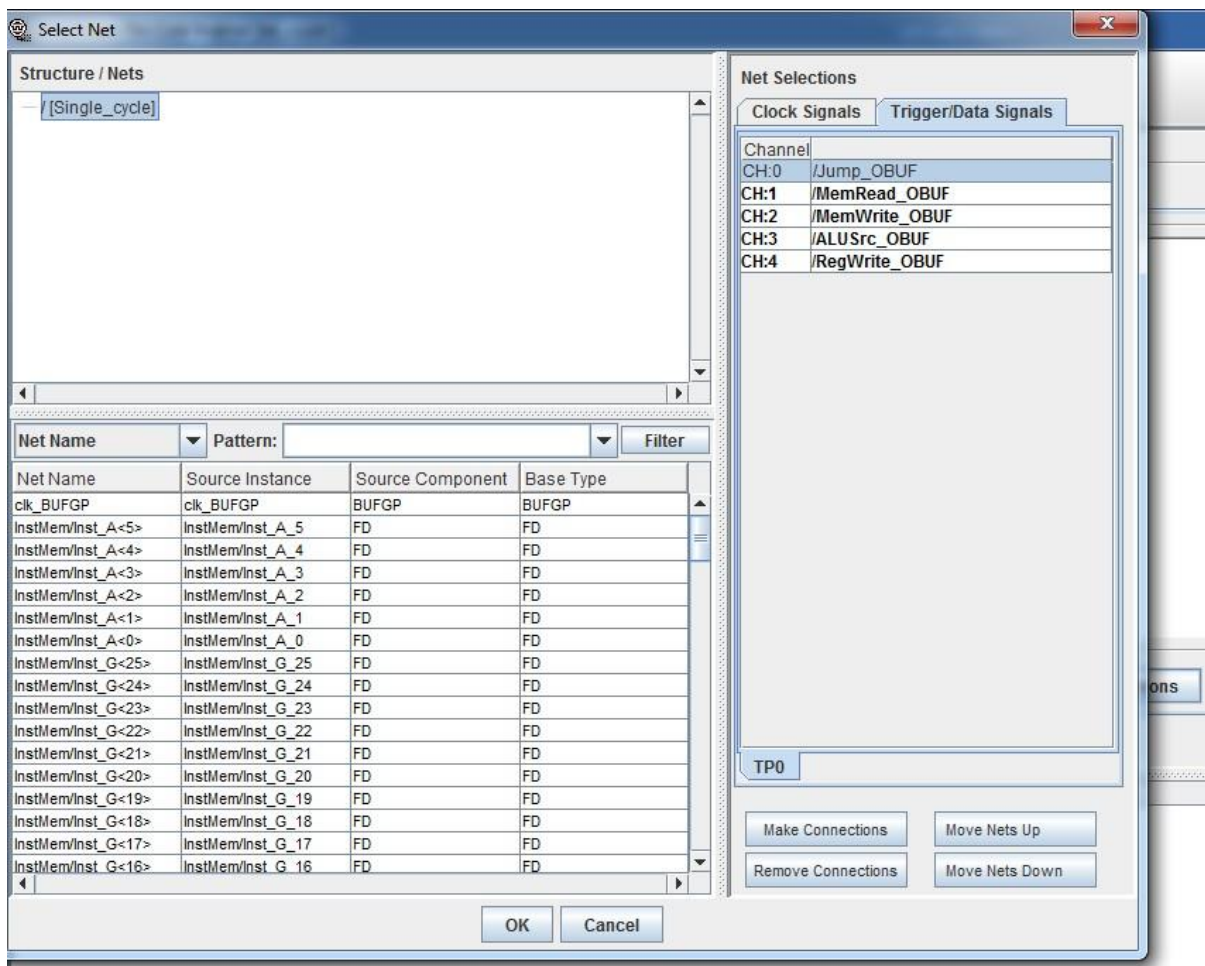 Select Net
Structure / Nets
/ [Single_cycle]
Net Name Pattern: Filter
Net Name Source Instance Source Component Base Type
clk_BUFGP clk_BUFGP BUFGP BUFGP
InstMem/Inst_A<5> InstMem/Inst_A_5 FD FD
InstMem/Inst_A<4> InstMem/Inst_A_4 FD FD
InstMem/Inst_A<3> InstMem/Inst_A_3 FD FD
InstMem/Inst_A<2> InstMem/Inst_A_2 FD FD
InstMem/Inst_A<1> InstMem/Inst_A_1 FD FD
InstMem/Inst_A<0> InstMem/Inst_A_0 FD FD
InstMem/Inst_G<25> InstMem/Inst_G_25 FD FD
InstMem/Inst_G<24> InstMem/Inst_G_24 FD FD
InstMem/Inst_G<23> InstMem/Inst_G_23 FD FD
InstMem/Inst_G<22> InstMem/Inst_G_22 FD FD
InstMem/Inst_G<21> InstMem/Inst_G_21 FD FD
InstMem/Inst_G<20> InstMem/Inst_G_20 FD FD
InstMem/Inst_G<19> InstMem/Inst_G_19 FD FD
InstMem/Inst_G<18> InstMem/Inst_G_18 FD FD
InstMem/Inst_G<17> InstMem/Inst_G_17 FD FD
InstMem/Inst_G<16> InstMem/Inst_G_16 FD FD
Net Selections
Clock Signals Trigger/Data Signals
Channel
CH:0 /Jump_OBUF
CH:1 /MemRead_OBUF
CH:2 /MemWrite_OBUF
CH:3 /ALUSrc_OBUF
CH:4 /RegWrite_OBUF
TP0
Make Connections Move Nets Up
Remove Connections Move Nets Down
OK Cancel
ons